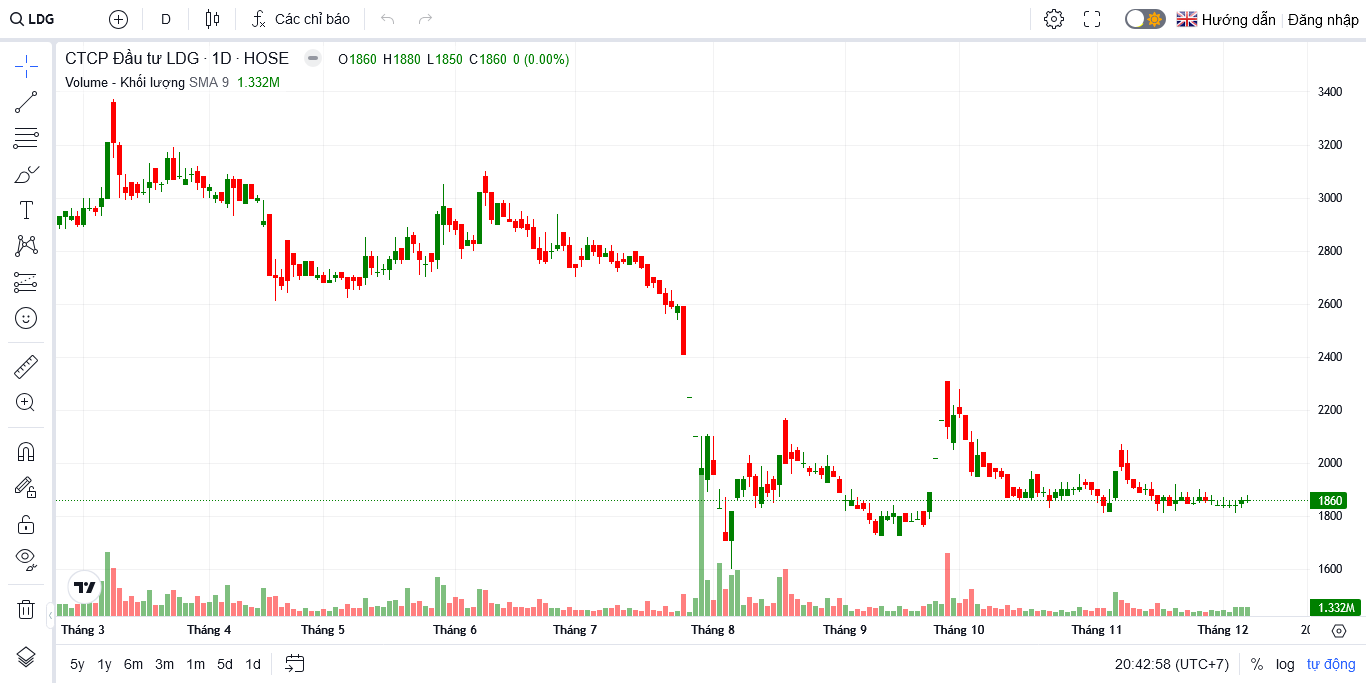 LDG D Các chỉ báo Hướng dẫn Đăng nhập
CTCP Đầu tư LDG · 1D · HOSE O1860 H1880 L1850 C1860 0 (0.00%)
Volume - Khối lượng SMA 9 1.332M
3400
3200
3000
2800
2600
2400
2200
2000
1860
1800
1600
1.332M
Tháng 3 Tháng 4 Tháng 5 Tháng 6 Tháng 7 Tháng 8 Tháng 9 Tháng 10 Tháng 11 Tháng 12
5y 1y 6m 3m 1m 5d 1d 20:42:58 (UTC+7) % log tự động